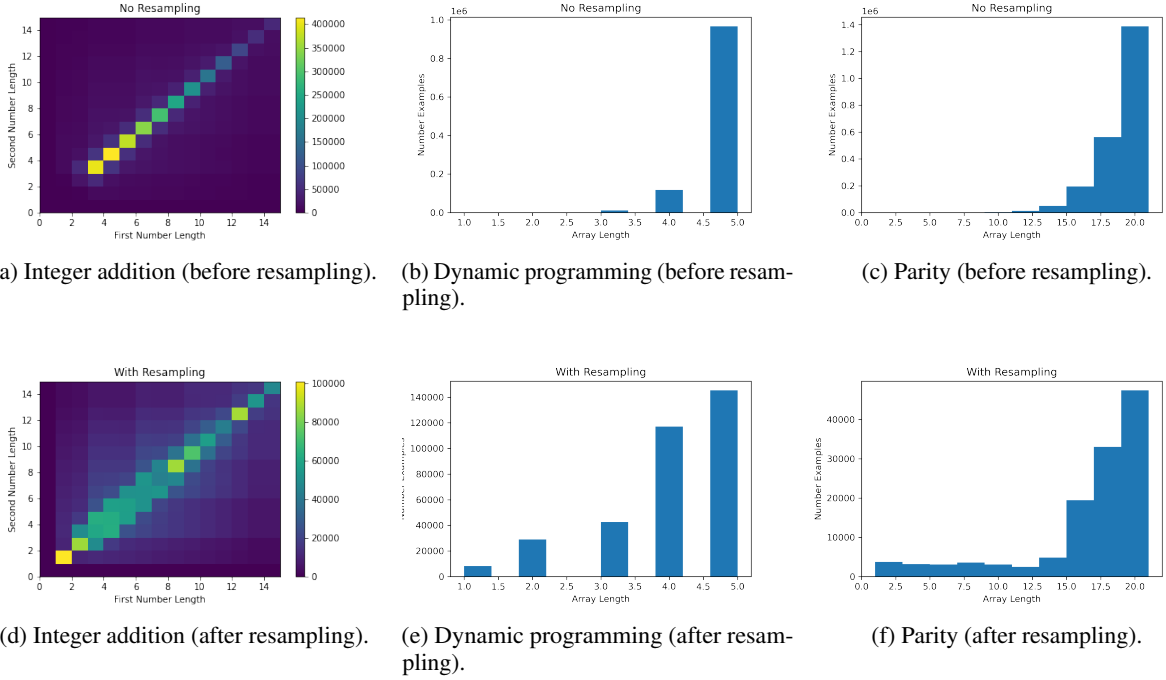 No Resampling
14
12
10
8
6
4
2
0
Second Number Length
0 2 4 6 8 10 12 14
First Number Length
400000
350000
300000
250000
200000
150000
100000
50000
0
No Resampling
1e6
1.0
0.8
0.6
0.4
0.2
0.0
Number Examples
1.0 1.5 2.0 2.5 3.0 3.5 4.0 4.5 5.0
Array Length
No Resampling
1e6
1.4
1.2
1.0
0.8
0.6
0.4
0.2
0.0
Number Examples
0.0 2.5 5.0 7.5 10.0 12.5 15.0 17.5 20.0
Array Length
a) Integer addition (before resampling).
(b) Dynamic programming (before resam-
pling).
(c) Parity (before resampling).
With Resampling
14
12
10
8
6
4
2
0
Second Number Length
0 2 4 6 8 10 12 14
First Number Length
100000
80000
60000
40000
20000
0
With Resampling
140000
120000
100000
80000
60000
40000
20000
0
1.0 1.5 2.0 2.5 3.0 3.5 4.0 4.5 5.0
Array Length
With Resampling
40000
30000
20000
10000
0
Number Examples
0.0 2.5 5.0 7.5 10.0 12.5 15.0 17.5 20.0
Array Length
(d) Integer addition (after resampling).
(e) Dynamic programming (after resam-
pling).
(f) Parity (after resampling).